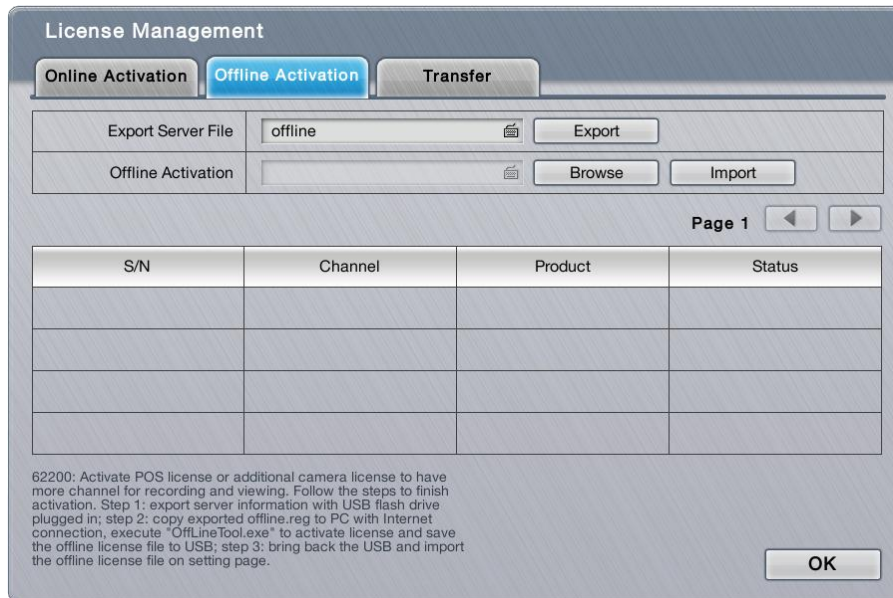 License Management
Online Activation Offline Activation Transfer
Export Server File offline Export
Offline Activation Browse Import
Page 1
S/N Channel Product Status
62200: Activate POS license or additional camera license to have
more channel for recording and viewing. Follow the steps to finish
activation. Step 1: export server information with USB flash drive
plugged in; step 2: copy exported offline.reg to PC with Internet
connection, execute "OffLineTool.exe" to activate license and save
the offline license file to USB; step 3: bring back the USB and import
the offline license file on setting page.
OK